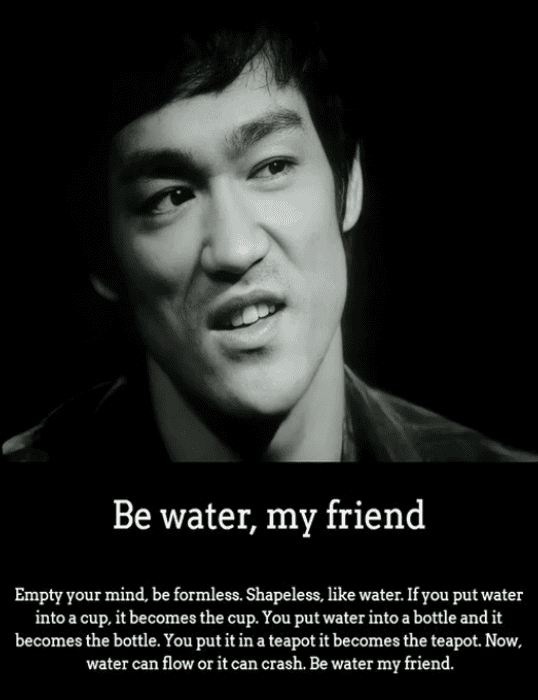 Be water, my friend
Empty your mind, be formless. Shapeless, like water. If you put water
into a cup, it becomes the cup. You put water into a bottle and it
becomes the bottle. You put it in a teapot it becomes the teapot. Now,
water can flow or it can crash. Be water my friend.